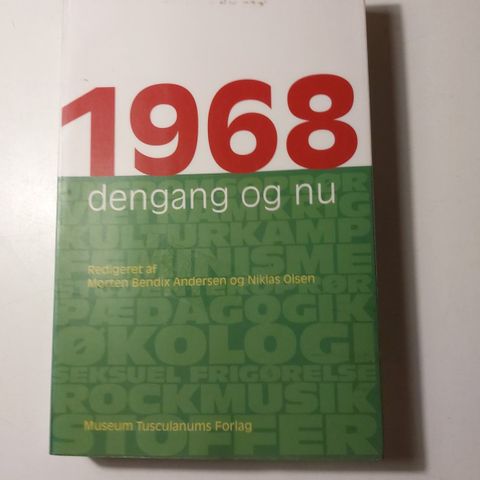 1968
dengang og nu
KULTURKAMP
Redigeret af
Morten Bendix Andersen og Niklas Olsen
PÆDAGOGIK
ØKOLOGI
SEKSUEL FRIGØRELSE
ROCKMUSIK
Museum Tusculanums Forlag
STOFFER